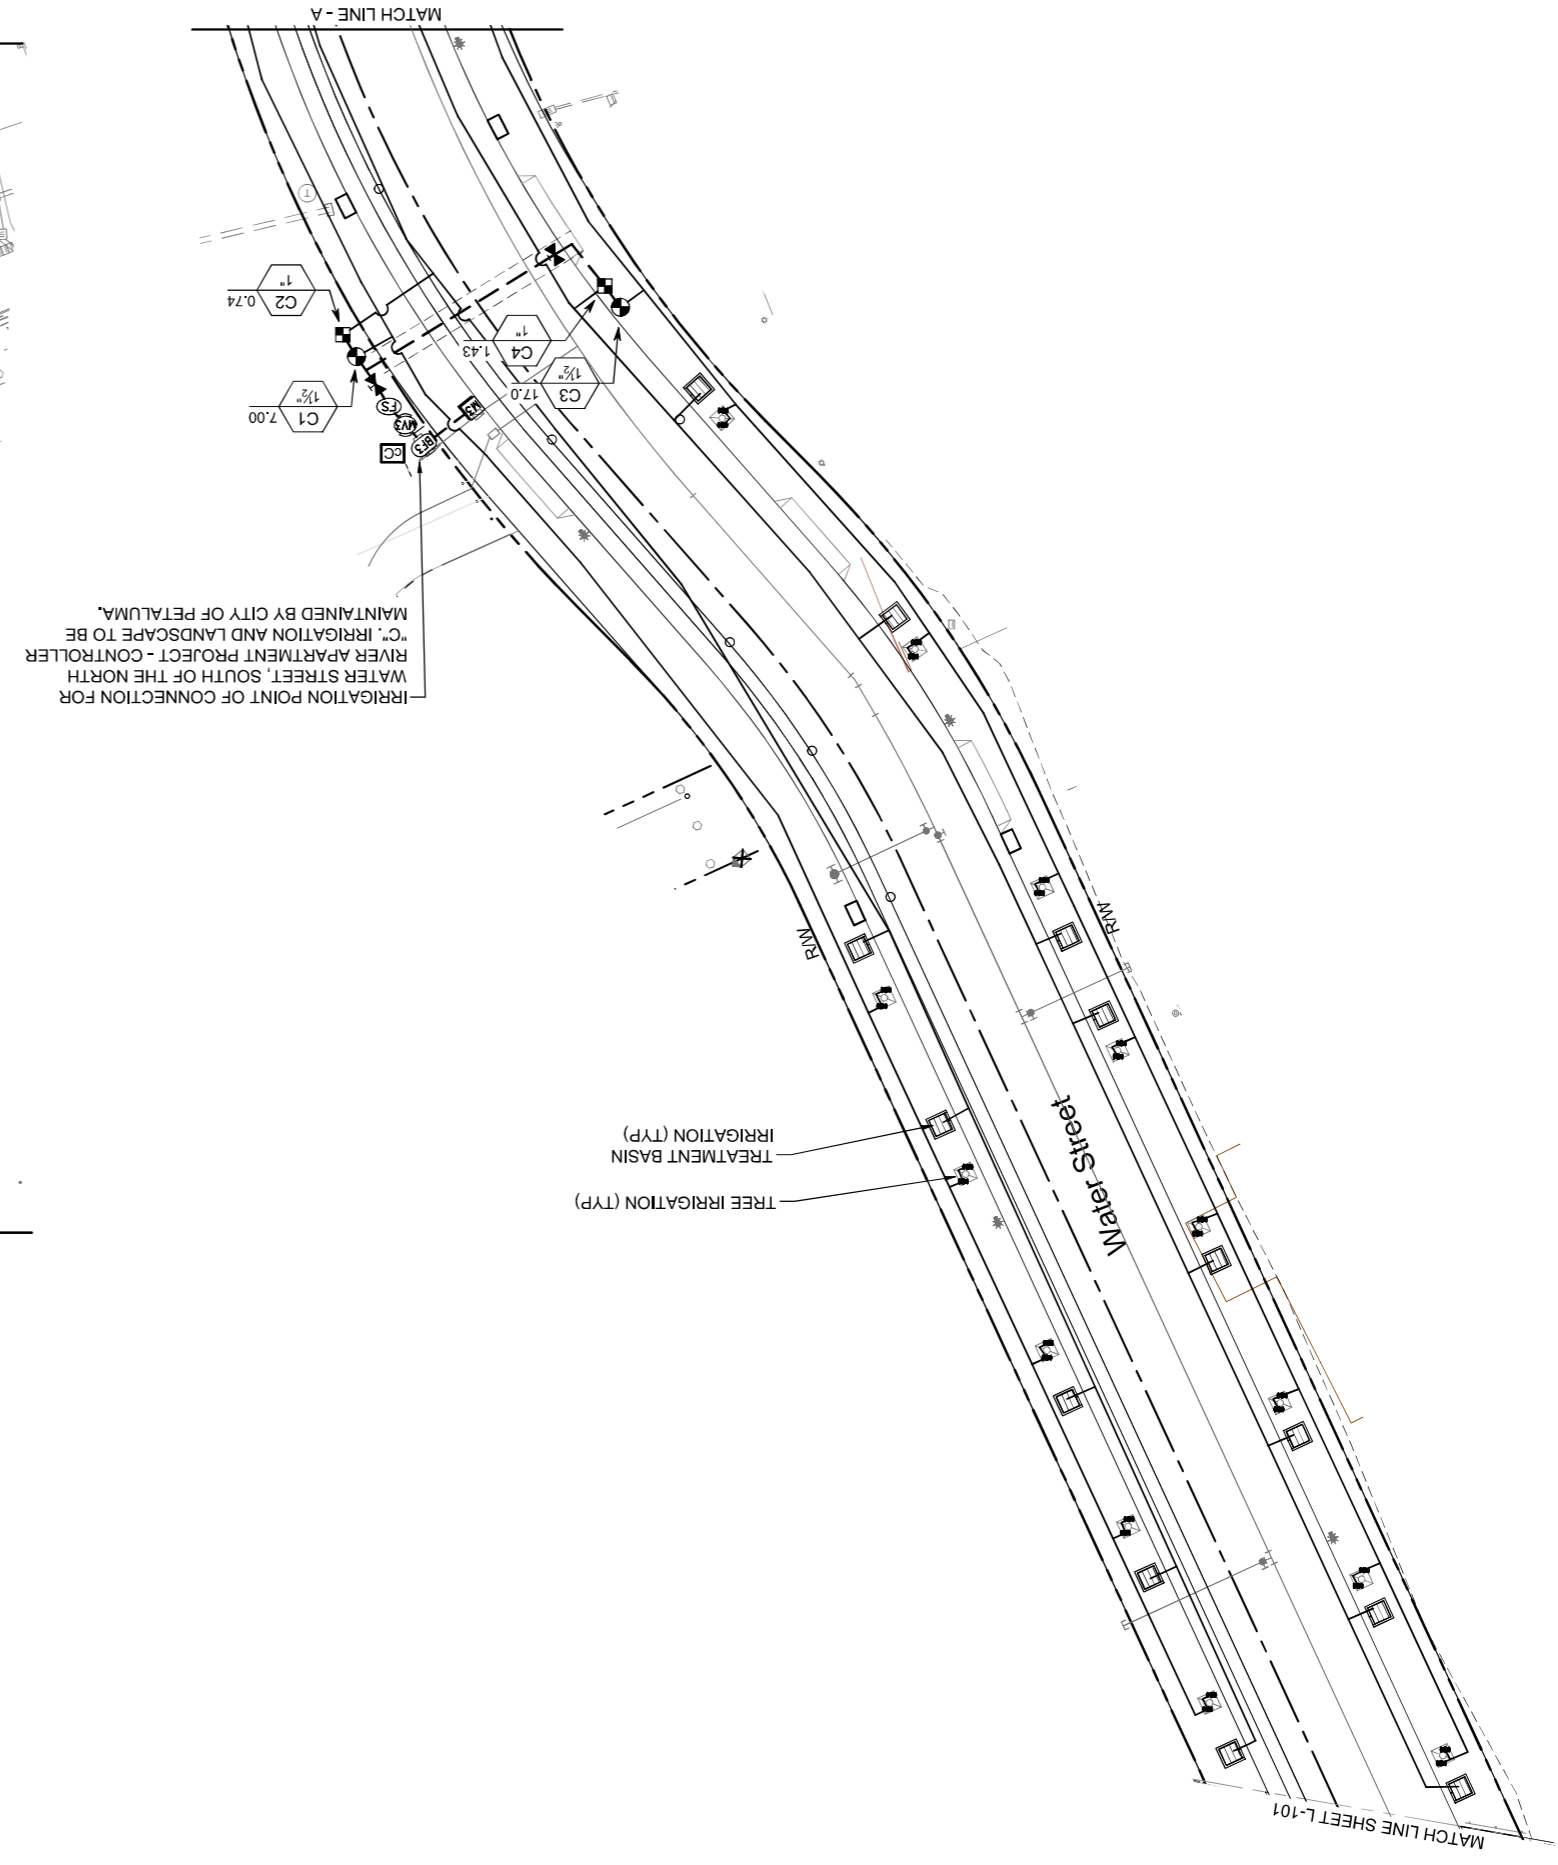 MATCH LINE SHEET L-101
TREE IRRIGATION (TYP)
TREATMENT BASIN
IRRIGATION (TYP)
Water Street
R/W
R/W
IRRIGATION POINT OF CONNECTION FOR
WATER STREET, SOUTH OF THE NORTH
RIVER APARTMENT PROJECT - CONTROLLER
"C". IRRIGATION AND LANDSCAPE TO BE
MAINTAINED BY CITY OF PETALUMA.
CC
BF3
MV3
FS
M3
C1
1½"
7.00
C3
1½"
17.0
C4
1"
1.43
C2
1"
0.74
T
MATCH LINE - A